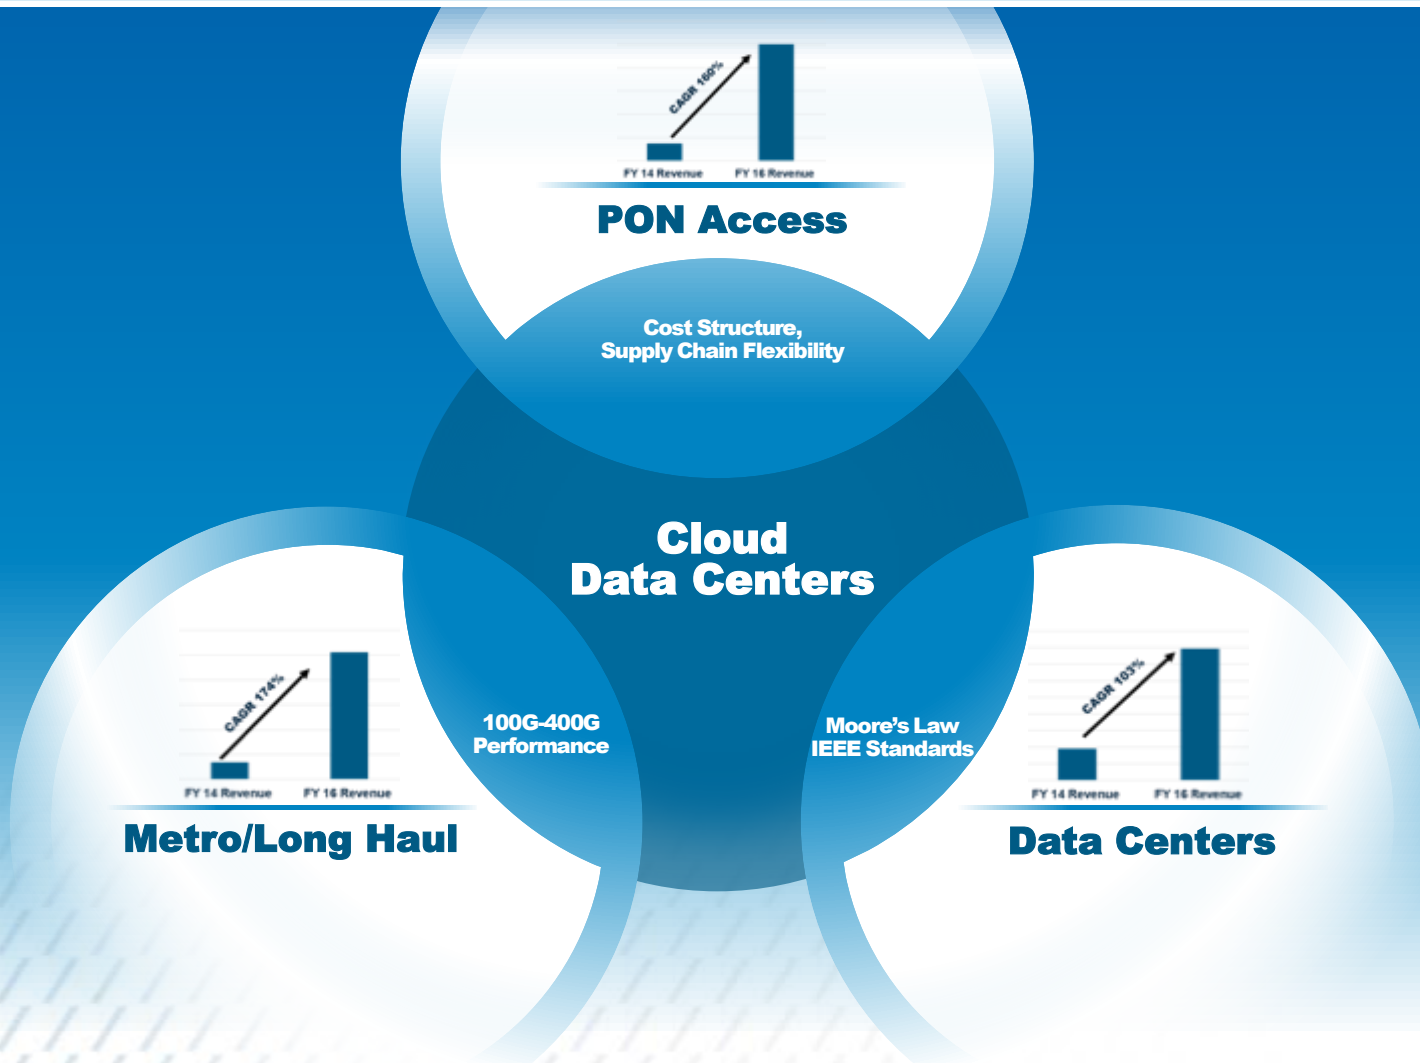 CAGR 160%
FY 14 Revenue FY 16 Revenue
PON Access
Cost Structure,
Supply Chain Flexibility
Cloud
Data Centers
CAGR 174%
FY 14 Revenue FY 16 Revenue
Metro/Long Haul
100G-400G
Performance
Moore’s Law
IEEE Standards
CAGR 103%
FY 14 Revenue FY 16 Revenue
Data Centers